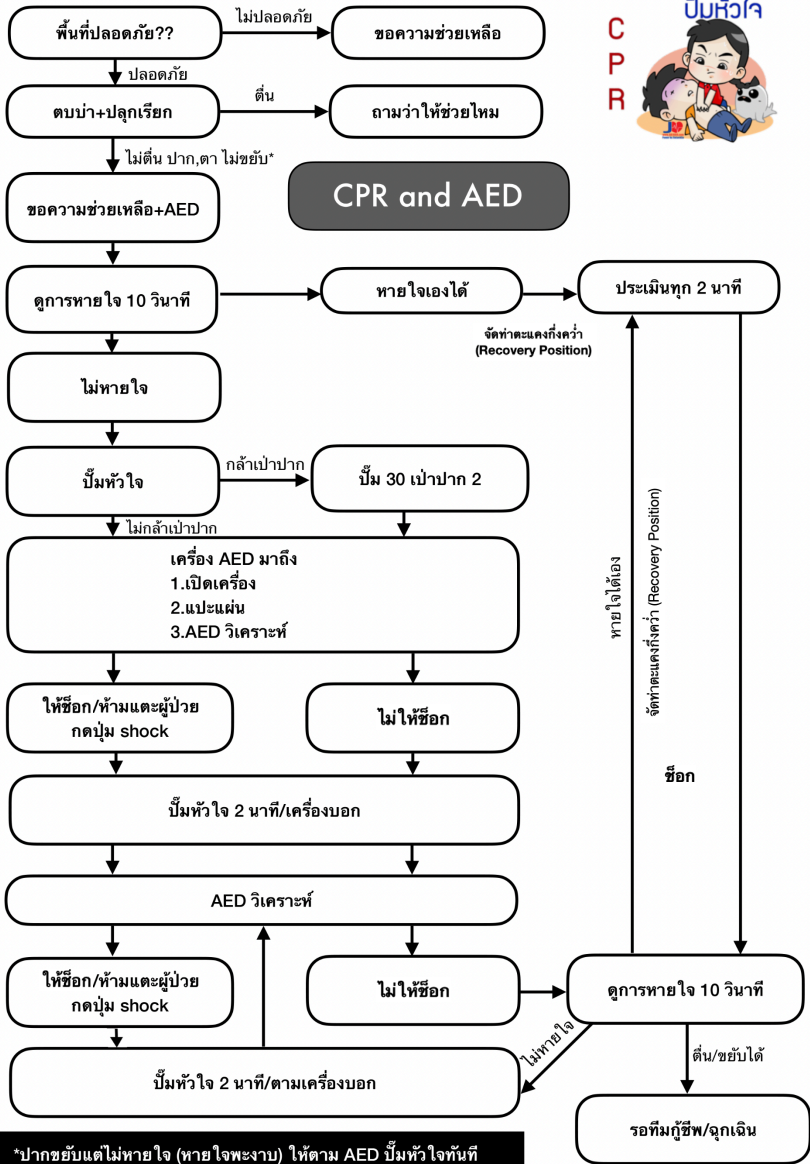 ปั๊มหัวใจ
C
P
R
พื้นที่ปลอดภัย??
ไม่ปลอดภัย
ขอความช่วยเหลือ
ปลอดภัย
ตบบ่า+ปลุกเรียก
ตื่น
ถามว่าให้ช่วยไหม
ไม่ตื่น ปาก,ตา ไม่ขยับ*
CPR and AED
ขอความช่วยเหลือ+AED
ดูการหายใจ 10 วินาที
หายใจเองได้
ประเมินทุก 2 นาที
จัดท่าตะแคงกึ่งคว่ำ
(Recovery Position)
ไม่หายใจ
ปั๊มหัวใจ
กล้าเป่าปาก
ปั๊ม 30 เป่าปาก 2
ไม่กล้าเป่าปาก
เครื่อง AED มาถึง
1.เปิดเครื่อง
2.แปะแผ่น
3.AED วิเคราะห์
หายใจได้เอง
จัดท่าตะแคงกึ่งคว่ำ (Recovery Position)
ให้ช็อก/ห้ามแตะผู้ป่วย
กดปุ่ม shock
ไม่ให้ช็อก
ช็อก
ปั๊มหัวใจ 2 นาที/เครื่องบอก
AED วิเคราะห์
ให้ช็อก/ห้ามแตะผู้ป่วย
กดปุ่ม shock
ไม่ให้ช็อก
ดูการหายใจ 10 วินาที
ไม่หายใจ
ตื่น/ขยับได้
ปั๊มหัวใจ 2 นาที/ตามเครื่องบอก
รอทีมกู้ชีพ/ฉุกเฉิน
*ปากขยับแต่ไม่หายใจ (หายใจพะงาบ) ให้ตาม AED ปั๊มหัวใจทันที